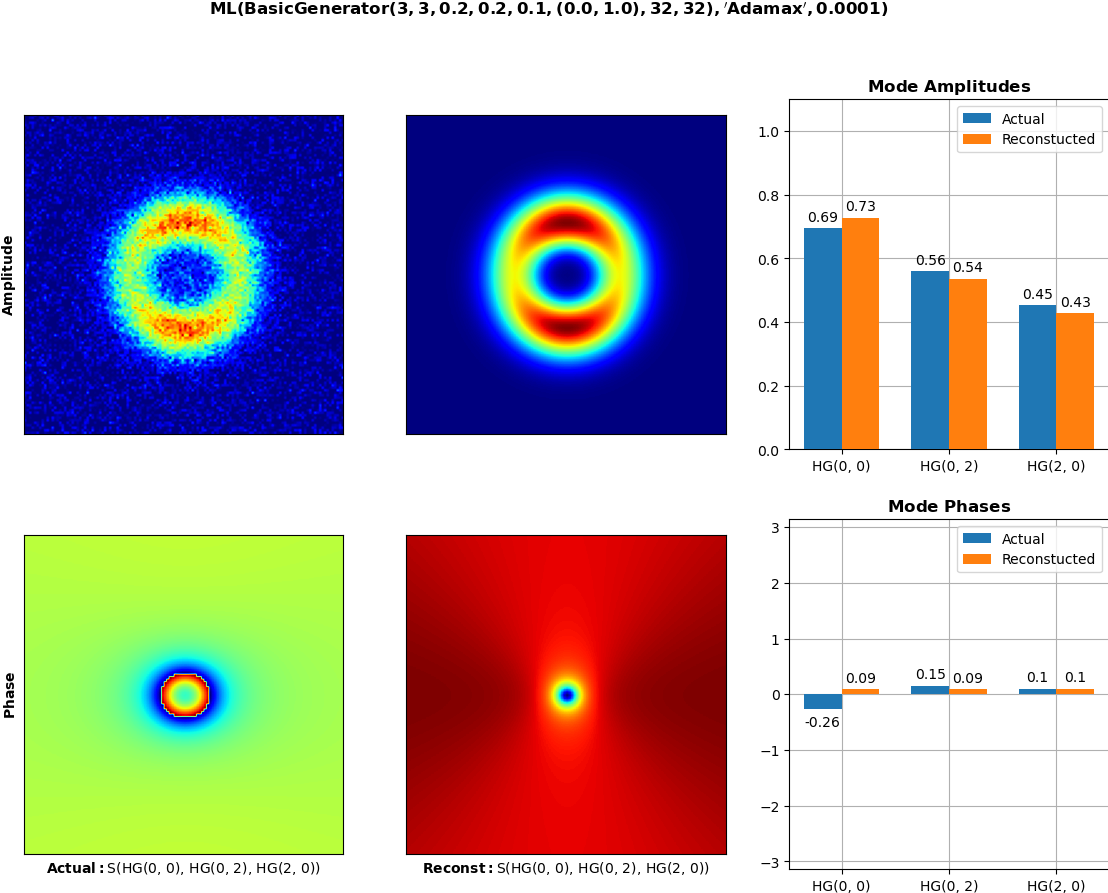 ML(BasicGenerator(3, 3, 0.2, 0.2, 0.1, (0.0, 1.0), 32, 32), ′Adamax′, 0.0001)
Amplitude
Mode Amplitudes
Actual
Reconstucted
1.0
0.8
0.6
0.4
0.2
0.0
0.69
0.73
0.56
0.54
0.45
0.43
HG(0, 0)
HG(0, 2)
HG(2, 0)
Phase
Actual: S(HG(0, 0), HG(0, 2), HG(2, 0))
Reconst: S(HG(0, 0), HG(0, 2), HG(2, 0))
Mode Phases
Actual
Reconstucted
3
2
1
0
−1
−2
−3
-0.26
0.09
0.15
0.09
0.1
0.1
HG(0, 0)
HG(0, 2)
HG(2, 0)